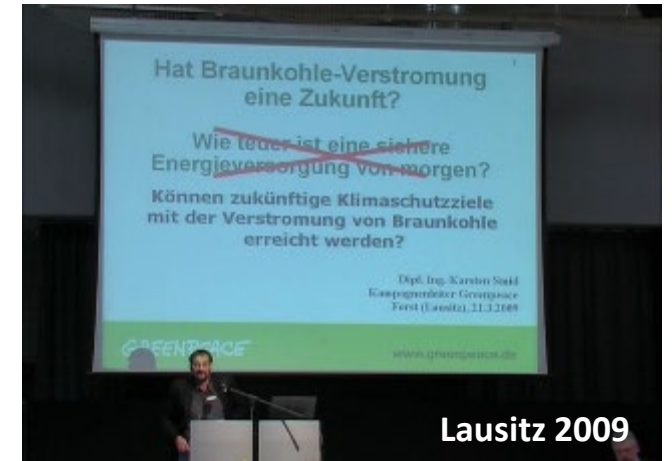 Hat Braunkohle-Verstromung
eine Zukunft?
Wie teuer ist eine sichere
Energieversorgung von morgen?
Können zukünftige Klimaschutzziele
mit der Verstromung von Braunkohle
erreicht werden?
Dipl. Ing. Karsten Smid
Kampagnenleiter Greenpeace
Forst (Lausitz), 21.3.2009
GREENPEACE
www.greenpeace.de
Lausitz 2009